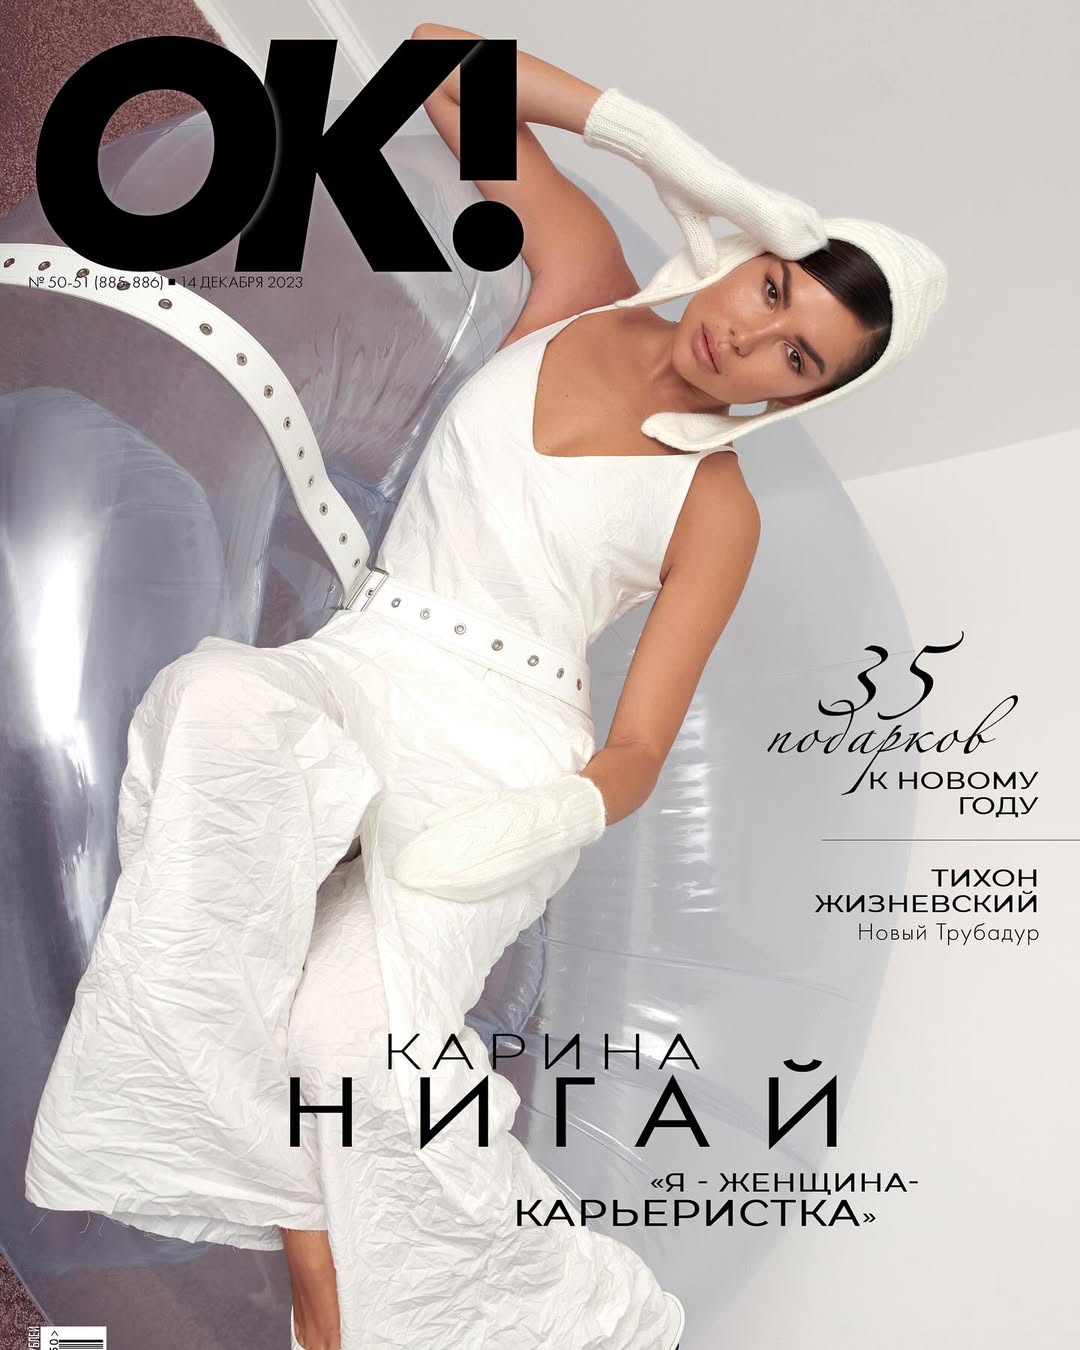 OK!
№ 50-51 (885-886) ▪ 14 ДЕКАБРЯ 2023
35
подарков
К НОВОМУ
ГОДУ
ТИХОН
ЖИЗНЕВСКИЙ
Новый Трубадур
КАРИНА
НИГАЙ
«Я - ЖЕНЩИНА-
КАРЬЕРИСТКА»